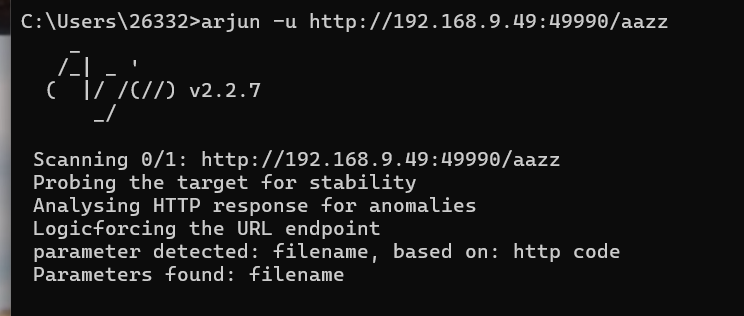 C:\Users\26332>arjun -u http://192.168.9.49:49990/aazz
    _
   /_| _ '
  (  |/ /(//) v2.2.7
      _/
Scanning 0/1: http://192.168.9.49:49990/aazz
Probing the target for stability
Analysing HTTP response for anomalies
Logicforcing the URL endpoint
parameter detected: filename, based on: http code
Parameters found: filename